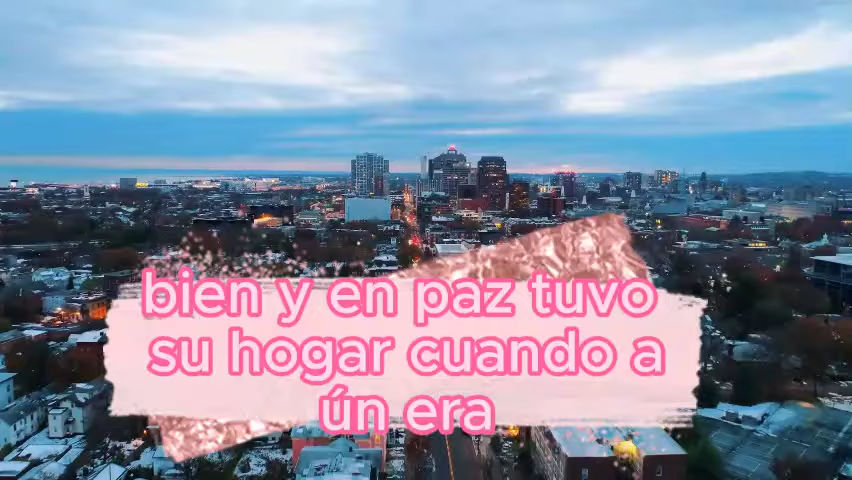 bien y en paz tuvo
su hogar cuando a
ún era